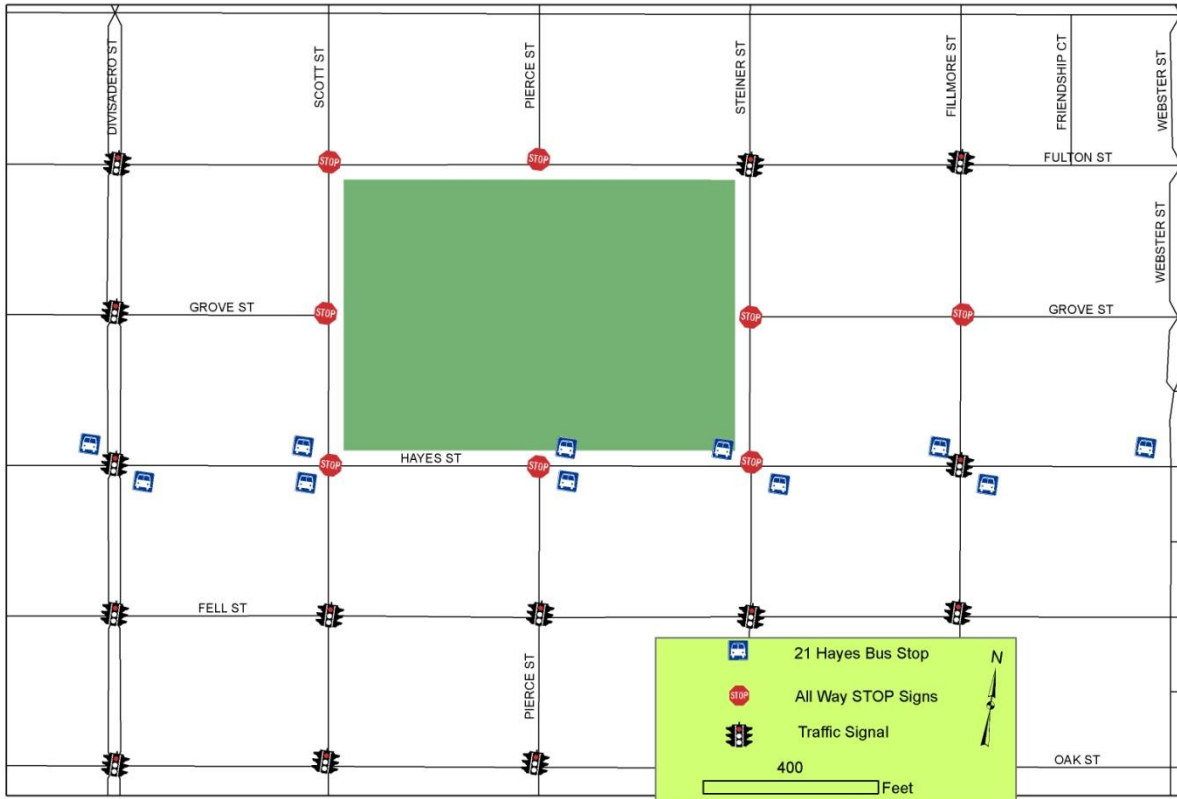 DIVISADERO ST
SCOTT ST
PIERCE ST
STEINER ST
FILLMORE ST
FRIENDSHIP CT
WEBSTER ST
STOP
STOP
FULTON ST
WEBSTER ST
GROVE ST
STOP
STOP
STOP
GROVE ST
STOP
HAYES ST
STOP
STOP
FELL ST
PIERCE ST
21 Hayes Bus Stop
N
STOP
All Way STOP Signs
Traffic Signal
400
Feet
OAK ST